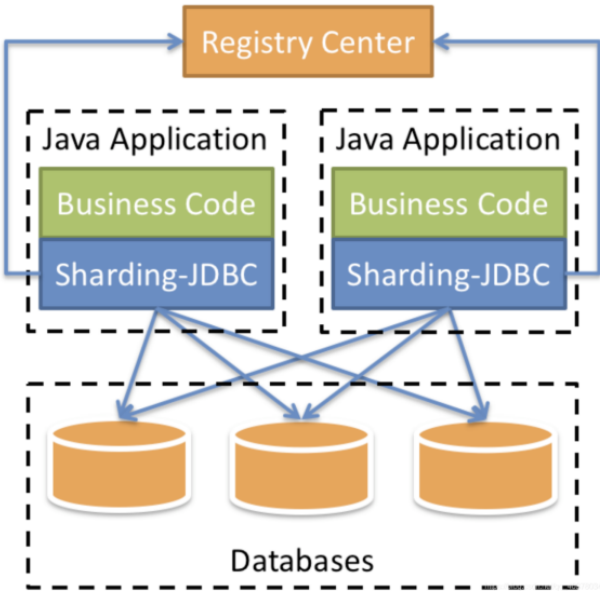 Registry Center
Java Application
Business Code
Sharding-JDBC
Java Application
Business Code
Sharding-JDBC
Databases